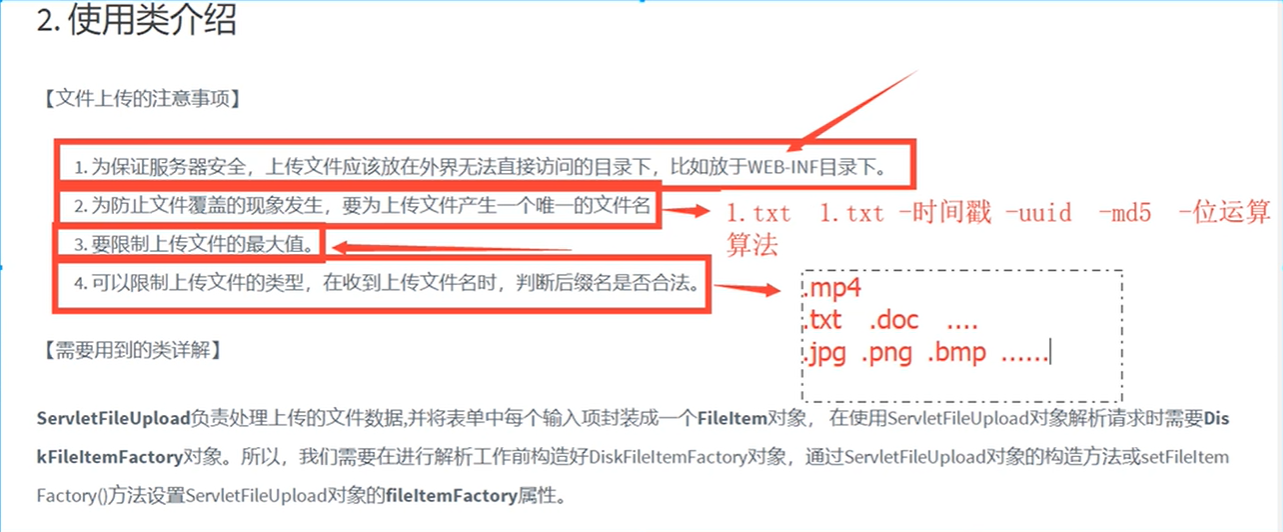 2. 使用类介绍
【文件上传的注意事项】
1. 为保证服务器安全，上传文件应该放在外界无法直接访问的目录下，比如放于WEB-INF目录下。
2. 为防止文件覆盖的现象发生，要为上传文件产生一个唯一的文件名
1.txt 1.txt -时间戳 -uuid -md5 -位运算
算法
3. 要限制上传文件的最大值。
4. 可以限制上传文件的类型，在收到上传文件名时，判断后缀名是否合法。
.mp4
.txt .doc ....
.jpg .png .bmp ......
【需要用到的类详解】
ServletFileUpload负责处理上传的文件数据,并将表单中每个输入项封装成一个FileItem对象， 在使用ServletFileUpload对象解析请求时需要Dis
kFileItemFactory对象。所以，我们需要在进行解析工作前构造好DiskFileItemFactory对象，通过ServletFileUpload对象的构造方法或setFileItem
Factory()方法设置ServletFileUpload对象的fileItemFactory属性。